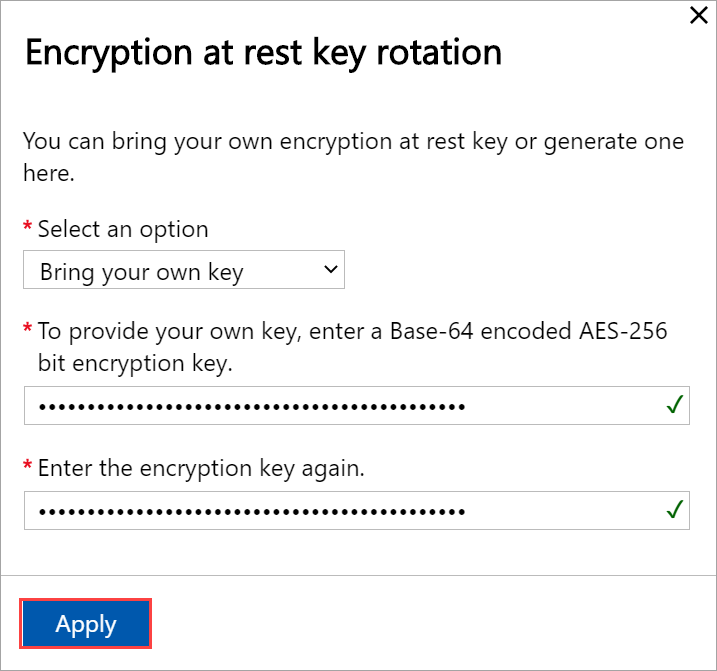 Encryption at rest key rotation
You can bring your own encryption at rest key or generate one
here.
* Select an option
Bring your own key
* To provide your own key, enter a Base-64 encoded AES-256
bit encryption key.
••••••••••••••••••••••••••••••••••••••••••••
* Enter the encryption key again.
••••••••••••••••••••••••••••••••••••••••••••
Apply